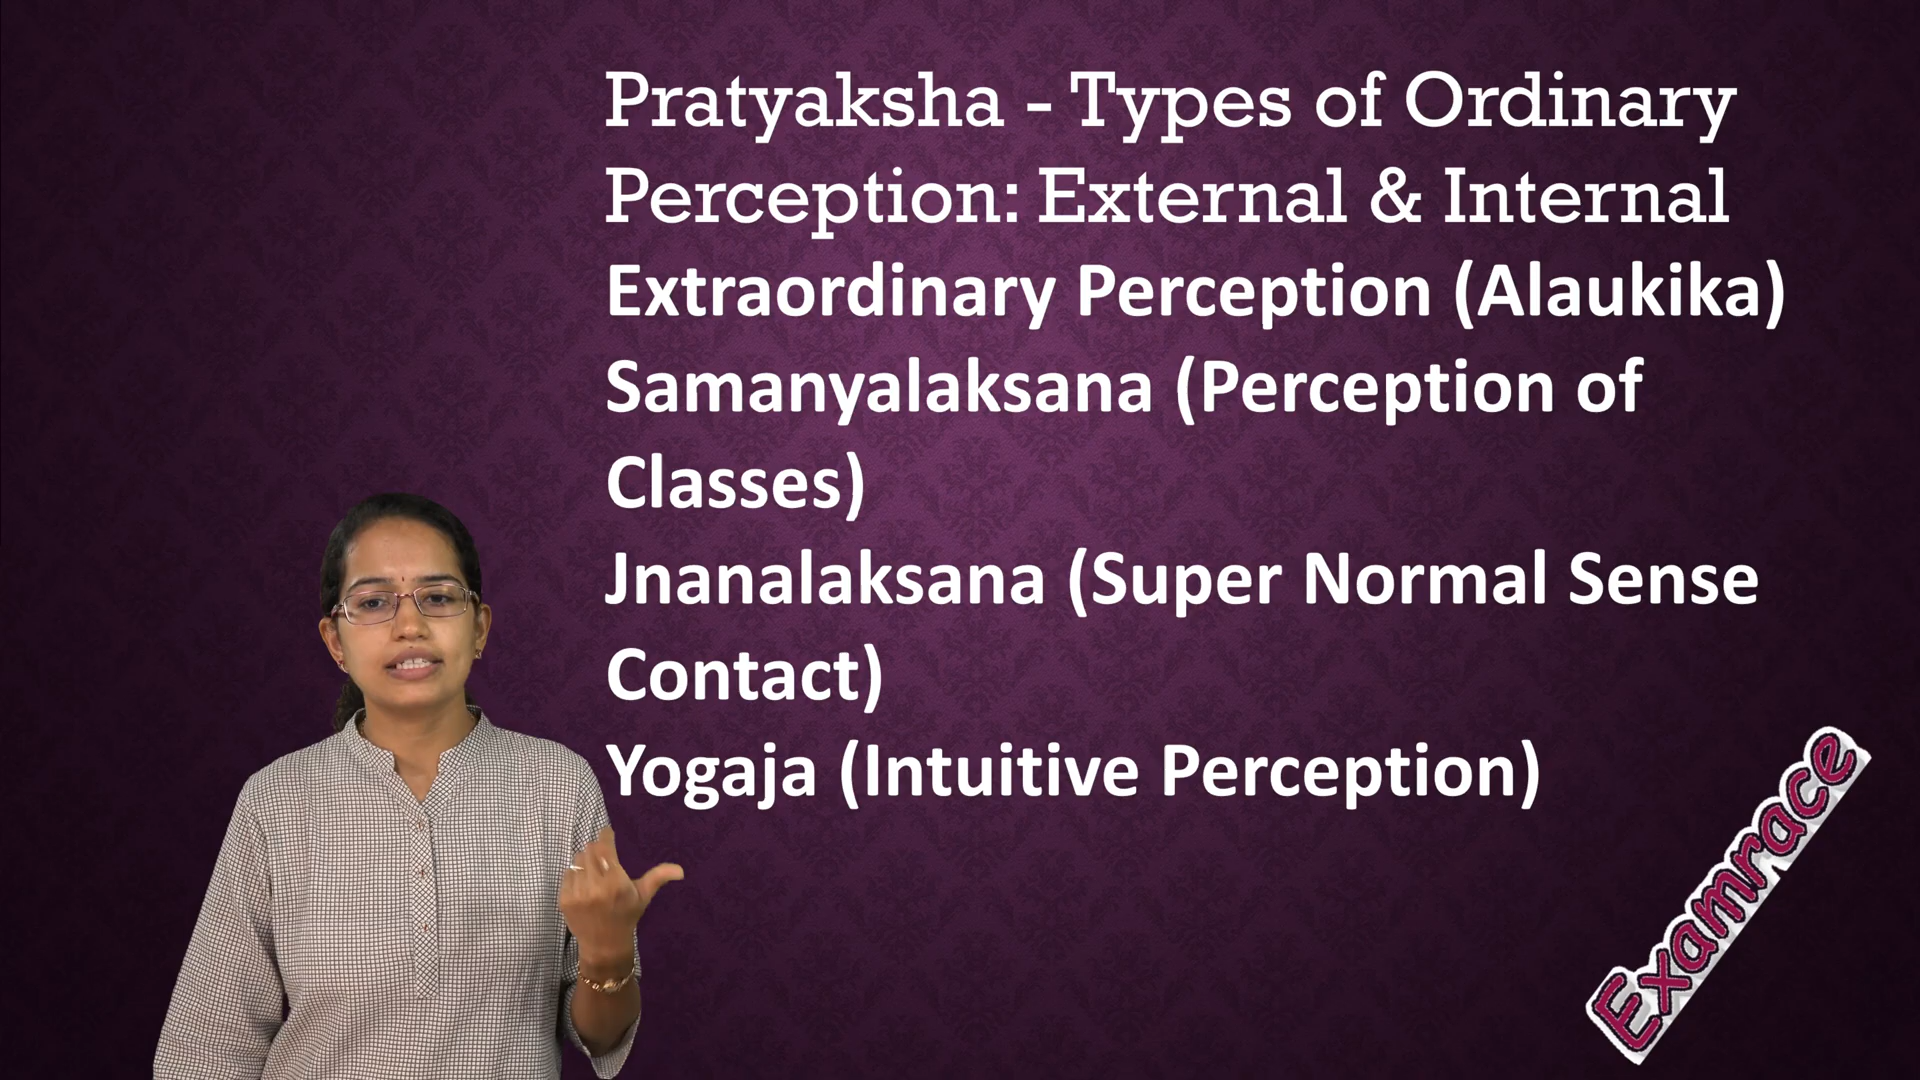 Pratyaksha - Types of Ordinary
Perception: External & Internal
Extraordinary Perception (Alaukika)
Samanyalaksana (Perception of
Classes)
Jnanalaksana (Super Normal Sense
Contact)
Yogaja (Intuitive Perception)
Examrace